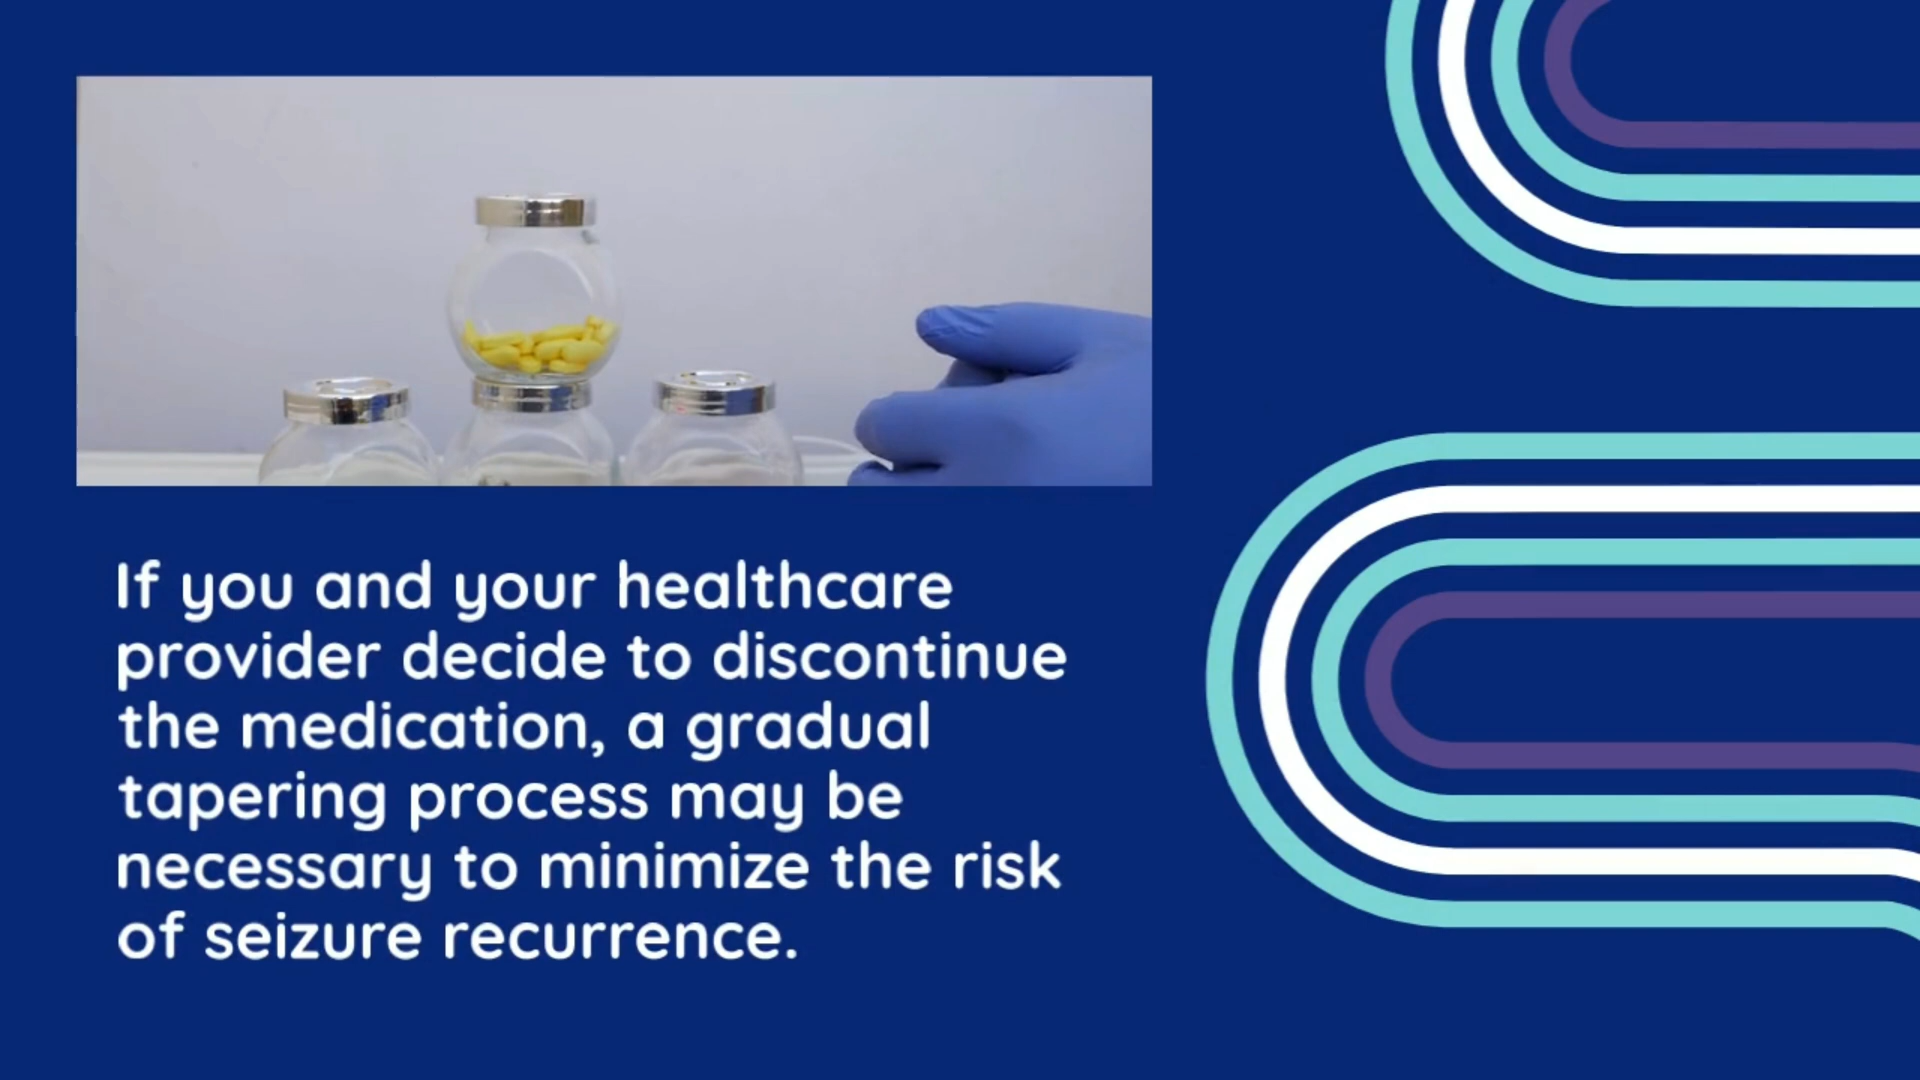 If you and your healthcare
provider decide to discontinue
the medication, a gradual
tapering process may be
necessary to minimize the risk
of seizure recurrence.